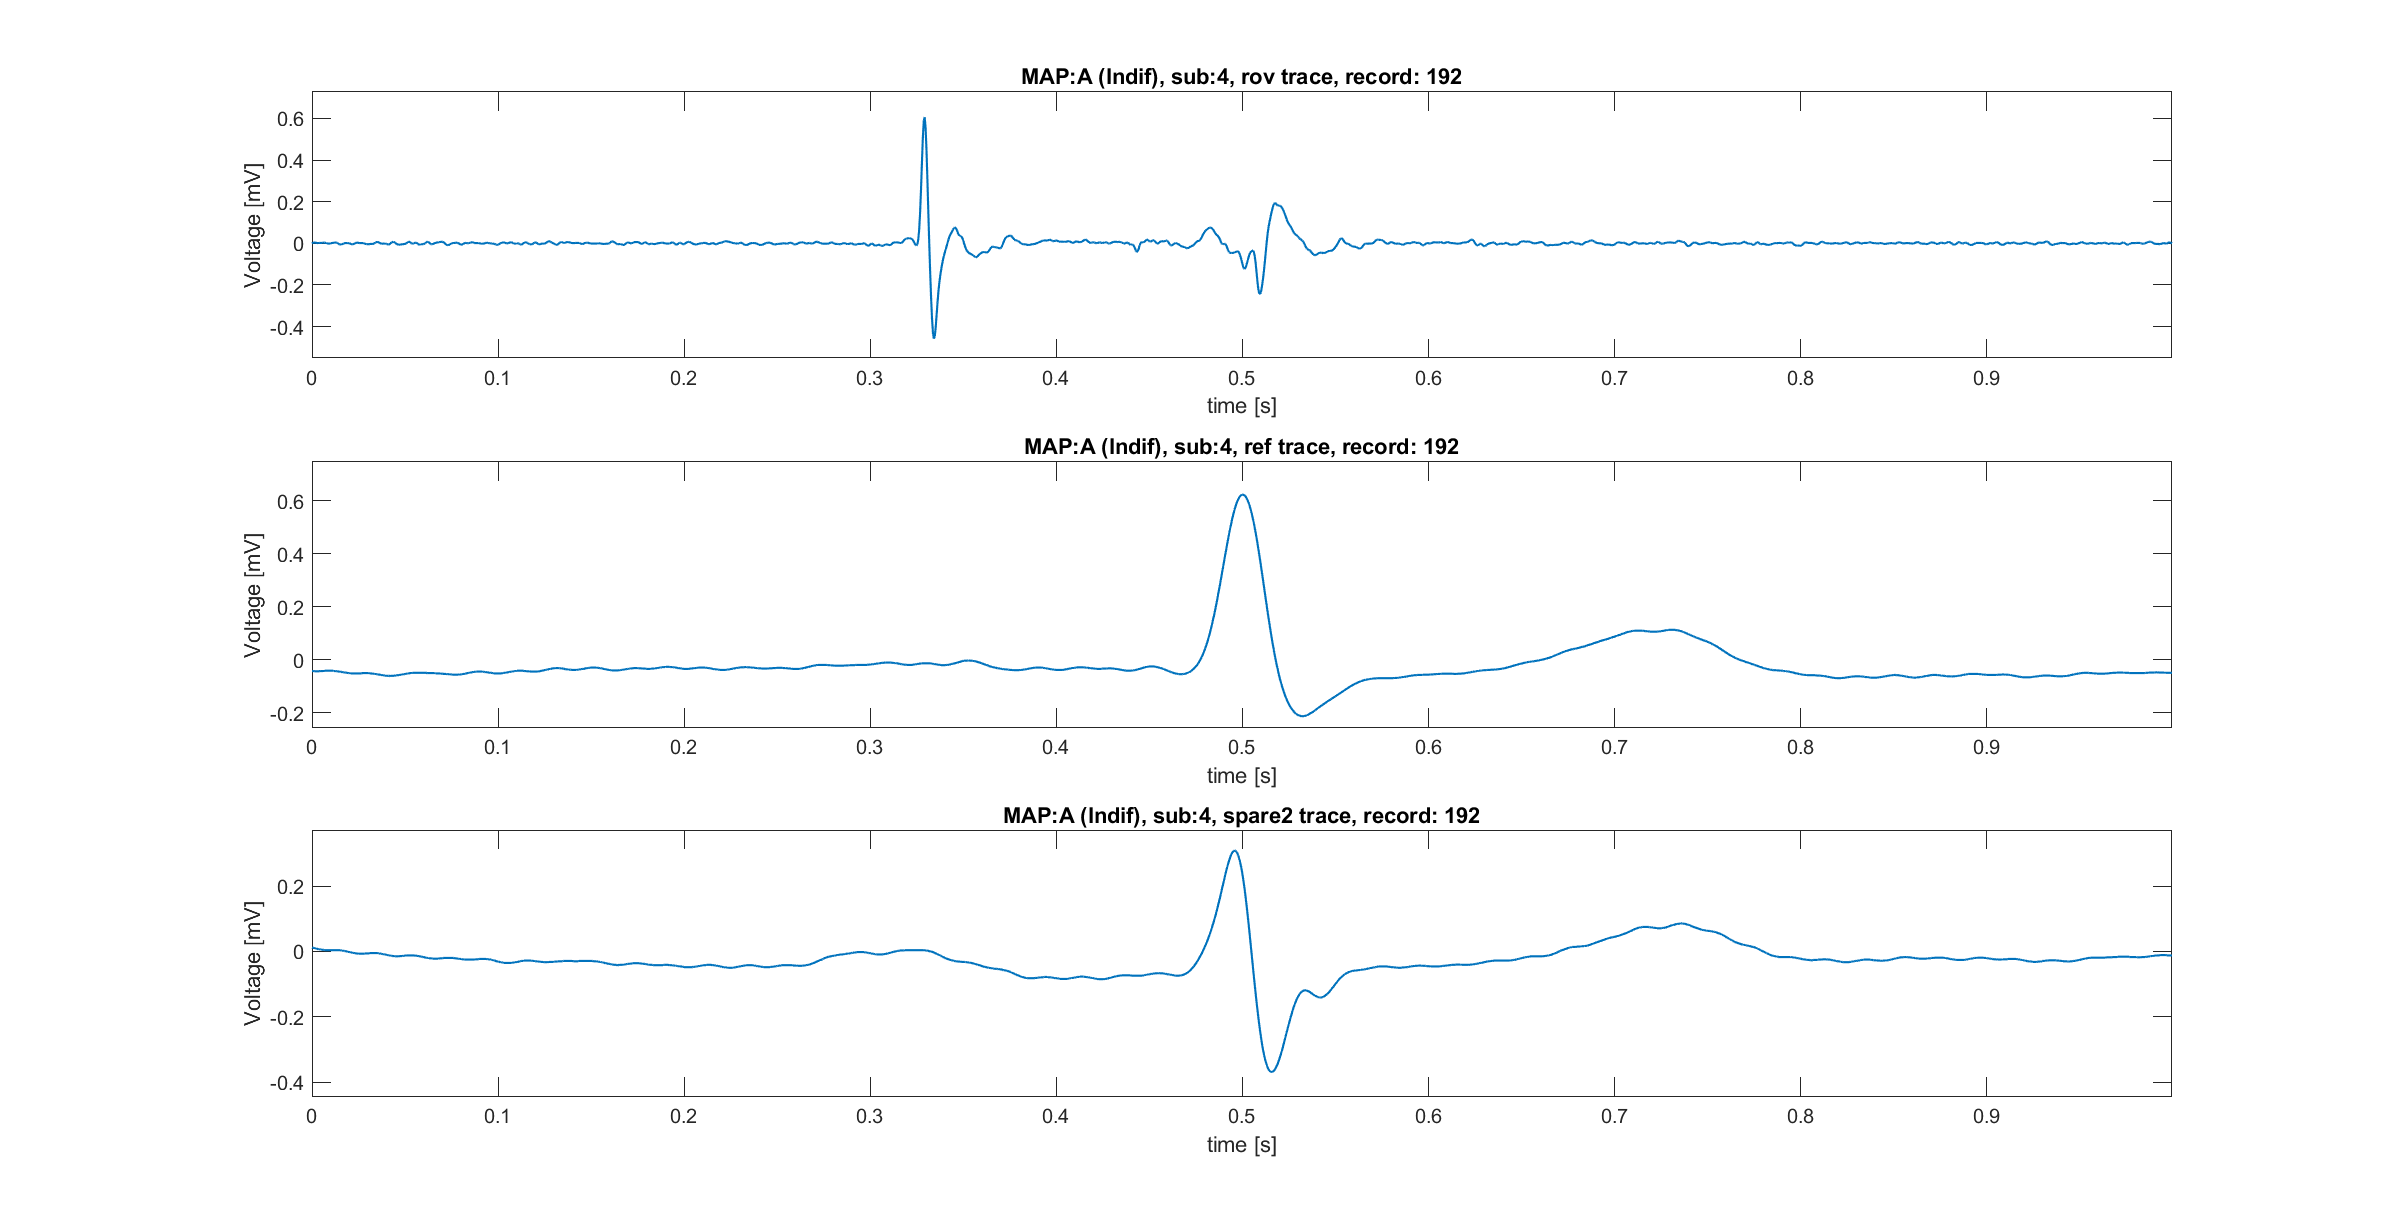 MAP:A (Indif), sub:4, rov trace, record: 192
0.6
0.4
0.2
0
-0.2
-0.4
Voltage [mV]
0 0.1 0.2 0.3 0.4 0.5 0.6 0.7 0.8 0.9
time [s]
MAP:A (Indif), sub:4, ref trace, record: 192
0.6
0.4
0.2
0
-0.2
Voltage [mV]
0 0.1 0.2 0.3 0.4 0.5 0.6 0.7 0.8 0.9
time [s]
MAP:A (Indif), sub:4, spare2 trace, record: 192
0.2
0
-0.2
-0.4
Voltage [mV]
0 0.1 0.2 0.3 0.4 0.5 0.6 0.7 0.8 0.9
time [s]